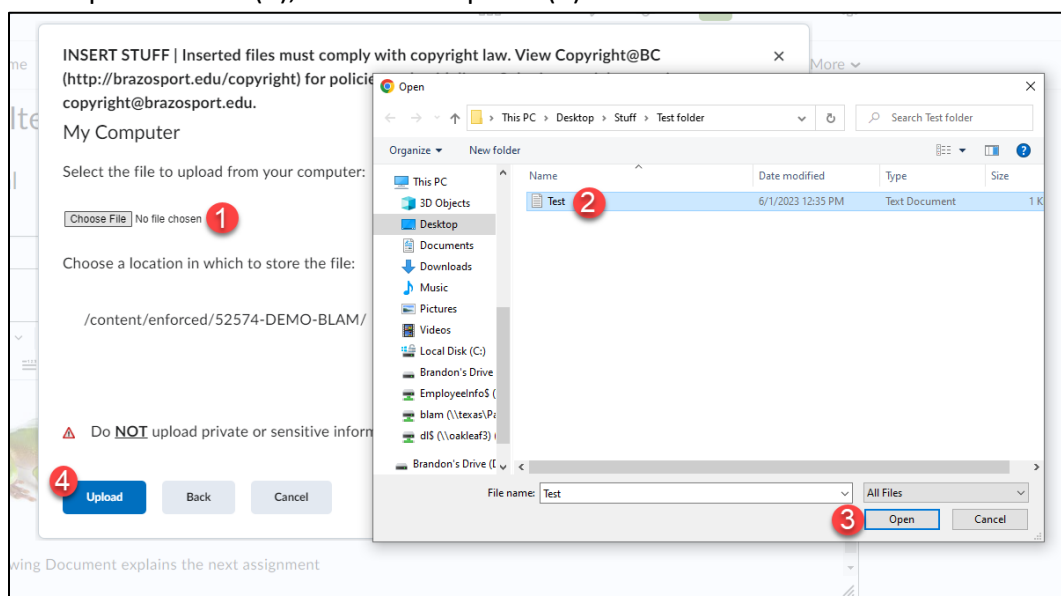 INSERT STUFF | Inserted files must comply with copyright law. View Copyright@BC
(http://brazosport.edu/copyright) for
copyright@brazosport.edu.
×
More
My Computer
Select the file to upload from your computer:
Choose File No file chosen 1
Choose a location in which to store the file:
/content/enforced/52574-DEMO-BLAM/
Do NOT upload private or sensitive
4
Upload Back Cancel
Open
This PC > Desktop > Stuff > Test folder
Search Test folder
Organize New folder
Name Date modified Type Size
Test 2 6/1/2023 12:35 PM Text Document 1 K
This PC
3D Objects
Desktop
Documents
Downloads
Music
Pictures
Videos
Local Disk (C:)
Brandon's Drive
EmployeeInfo$ (
blam (\\texas\Pa
dl$ (\\oakleaf3) (
Brandon's Drive (
File name: Test All Files
3 Open Cancel
Document explains the next assignment